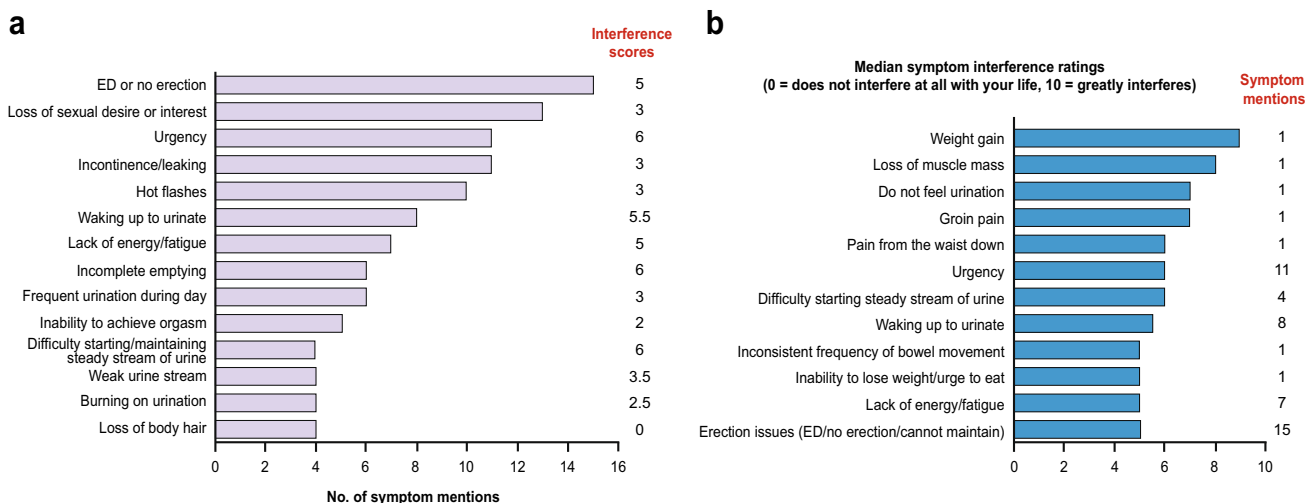 a
Interference
scores
ED or no erection 5
Loss of sexual desire or interest 3
Urgency 6
Incontinence/leaking 3
Hot flashes 3
Waking up to urinate 5.5
Lack of energy/fatigue 5
Incomplete emptying 6
Frequent urination during day 3
Inability to achieve orgasm 2
Difficulty starting/maintaining
steady stream of urine 6
Weak urine stream 3.5
Burning on urination 2.5
Loss of body hair 0
0 2 4 6 8 10 12 14 16
No. of symptom mentions
b
Median symptom interference ratings
(0 = does not interfere at all with your life, 10 = greatly interferes)
Symptom
mentions
Weight gain 1
Loss of muscle mass 1
Do not feel urination 1
Groin pain 1
Pain from the waist down 1
Urgency 11
Difficulty starting steady stream of urine 4
Waking up to urinate 8
Inconsistent frequency of bowel movement 1
Inability to lose weight/urge to eat 1
Lack of energy/fatigue 7
Erection issues (ED/no erection/cannot maintain) 15
0 2 4 6 8 10